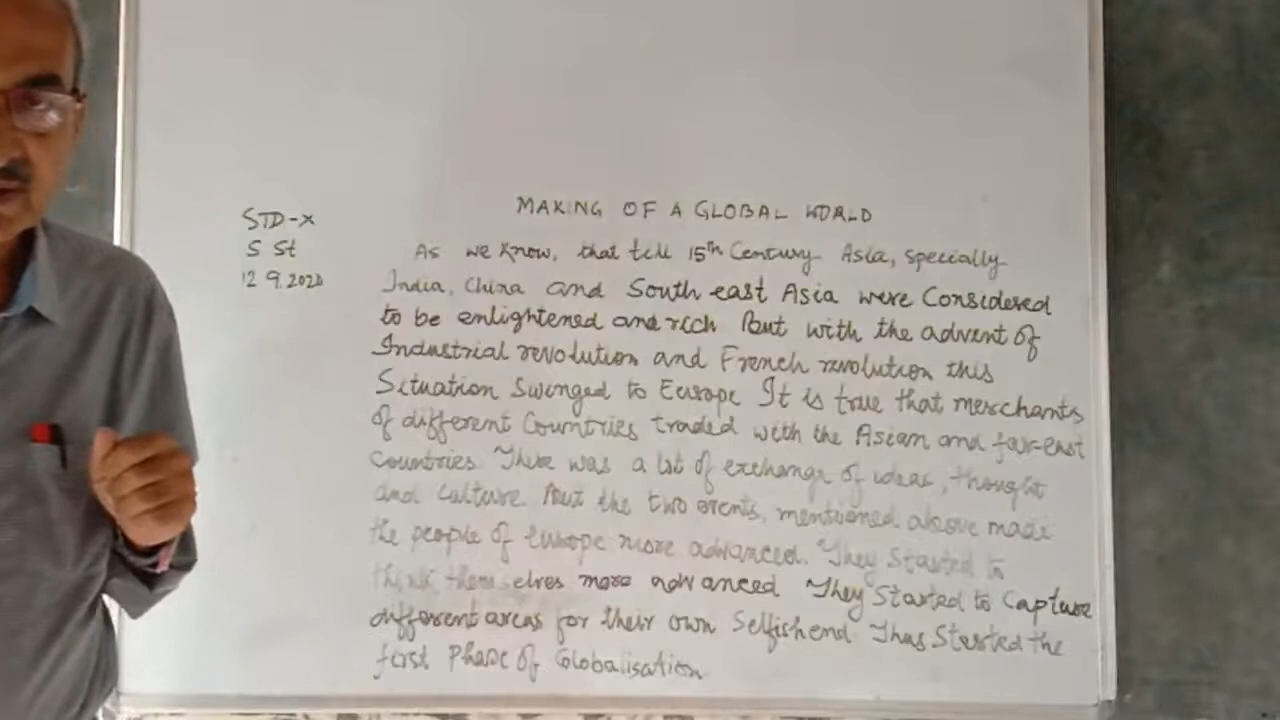 MAKING OF A GLOBAL WORLD
STD-X
S St
12 9.2020
As we know, that till 15th Century Asia, specially
India, China and South east Asia were Considered
to be enlightened and rich But with the advent of
Industrial revolution and French revolution this
Situation Swinged to Europe It is true that merchants
of different Countries traded with the Asian and far-east
Countries. There was a lot of exchange of ideas, thought
and culture. But the two events, mentioned above made
the people of Europe more advanced. They Started to
think themselves more advanced They Started to Capture
different areas for their own Selfish end. Thus Started the
first Phase of Globalisation.